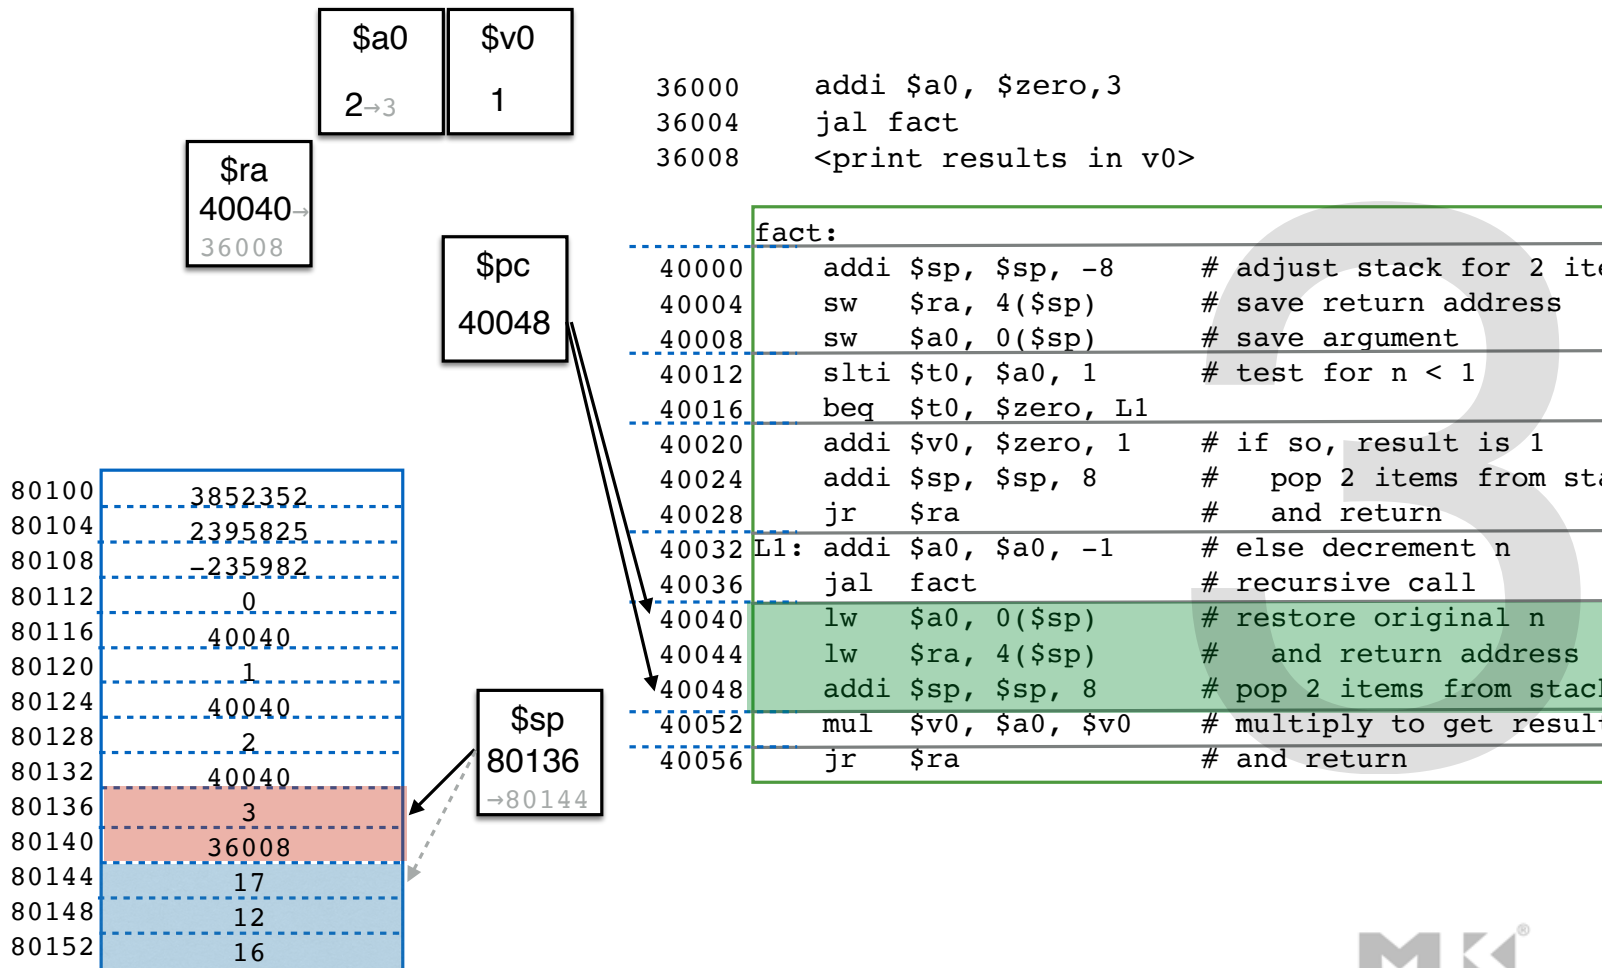 $a0
2→3
$v0
1
$ra
40040→
36008
$pc
40048
36000 addi $a0, $zero,3
36004 jal fact
36008 <print results in v0>
3
fact:
40000 addi $sp, $sp, -8 # adjust stack for 2 ite
40004 sw $ra, 4($sp) # save return address
40008 sw $a0, 0($sp) # save argument
40012 slti $t0, $a0, 1 # test for n < 1
40016 beq $t0, $zero, L1
40020 addi $v0, $zero, 1 # if so, result is 1
40024 addi $sp, $sp, 8 # pop 2 items from sta
40028 jr $ra # and return
40032 L1: addi $a0, $a0, -1 # else decrement n
40036 jal fact # recursive call
40040 lw $a0, 0($sp) # restore original n
40044 lw $ra, 4($sp) # and return address
40048 addi $sp, $sp, 8 # pop 2 items from stack
40052 mul $v0, $a0, $v0 # multiply to get result
40056 jr $ra # and return
80100 3852352
80104 2395825
80108 -235982
80112 0
80116 40040
80120 1
80124 40040
80128 2
80132 40040
80136 3
80140 36008
80144 17
80148 12
80152 16
$sp
80136
→80144
MK®